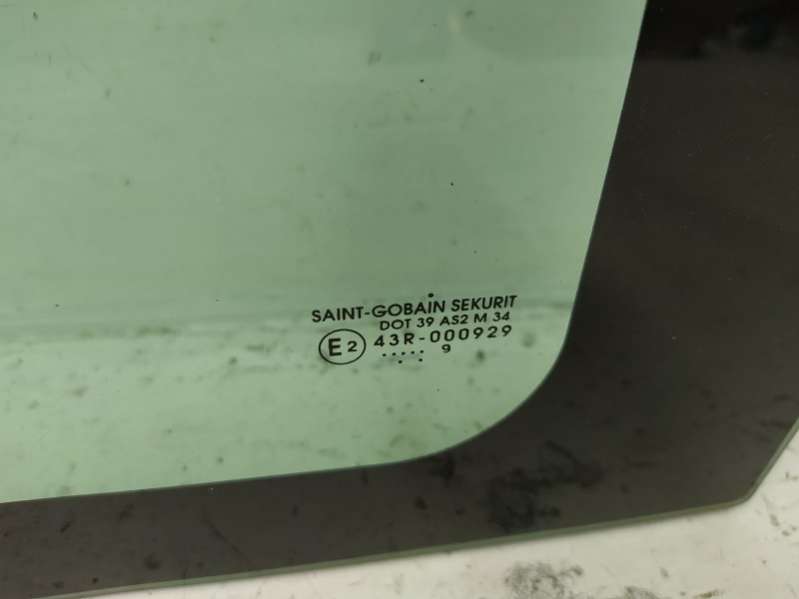 SAINT-GOBAIN SEKURIT
DOT 39 AS2 M 34
E2 43R-000929
..... 9